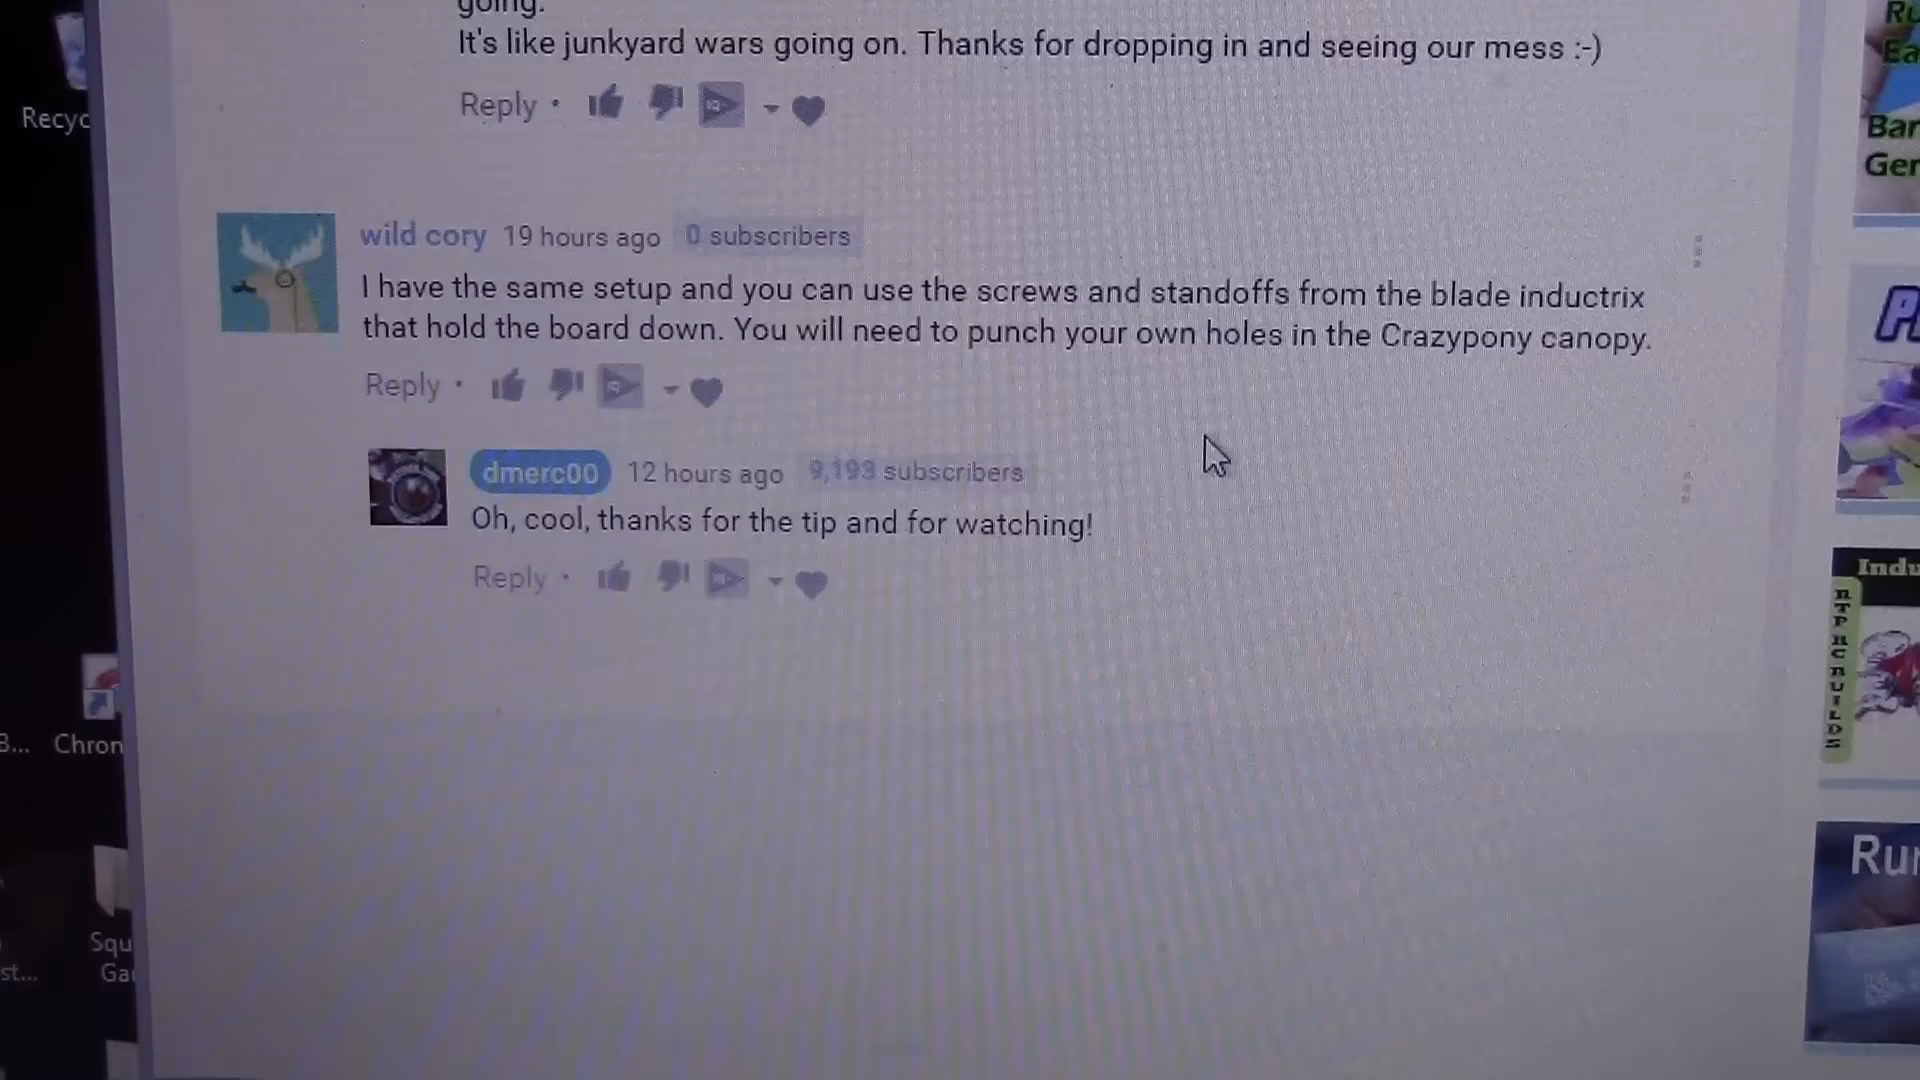 going.
It's like junkyard wars going on. Thanks for dropping in and seeing our mess :-)
Reply •
wild cory 19 hours ago 0 subscribers
I have the same setup and you can use the screws and standoffs from the blade inductrix
that hold the board down. You will need to punch your own holes in the Crazypony canopy.
Reply •
dmerc00 12 hours ago 9,193 subscribers
Oh, cool, thanks for the tip and for watching!
Reply •
Recyc
B... Chron
Squ
st... Ga
Ru
Ea
Bar
Ger
Indu
Rur